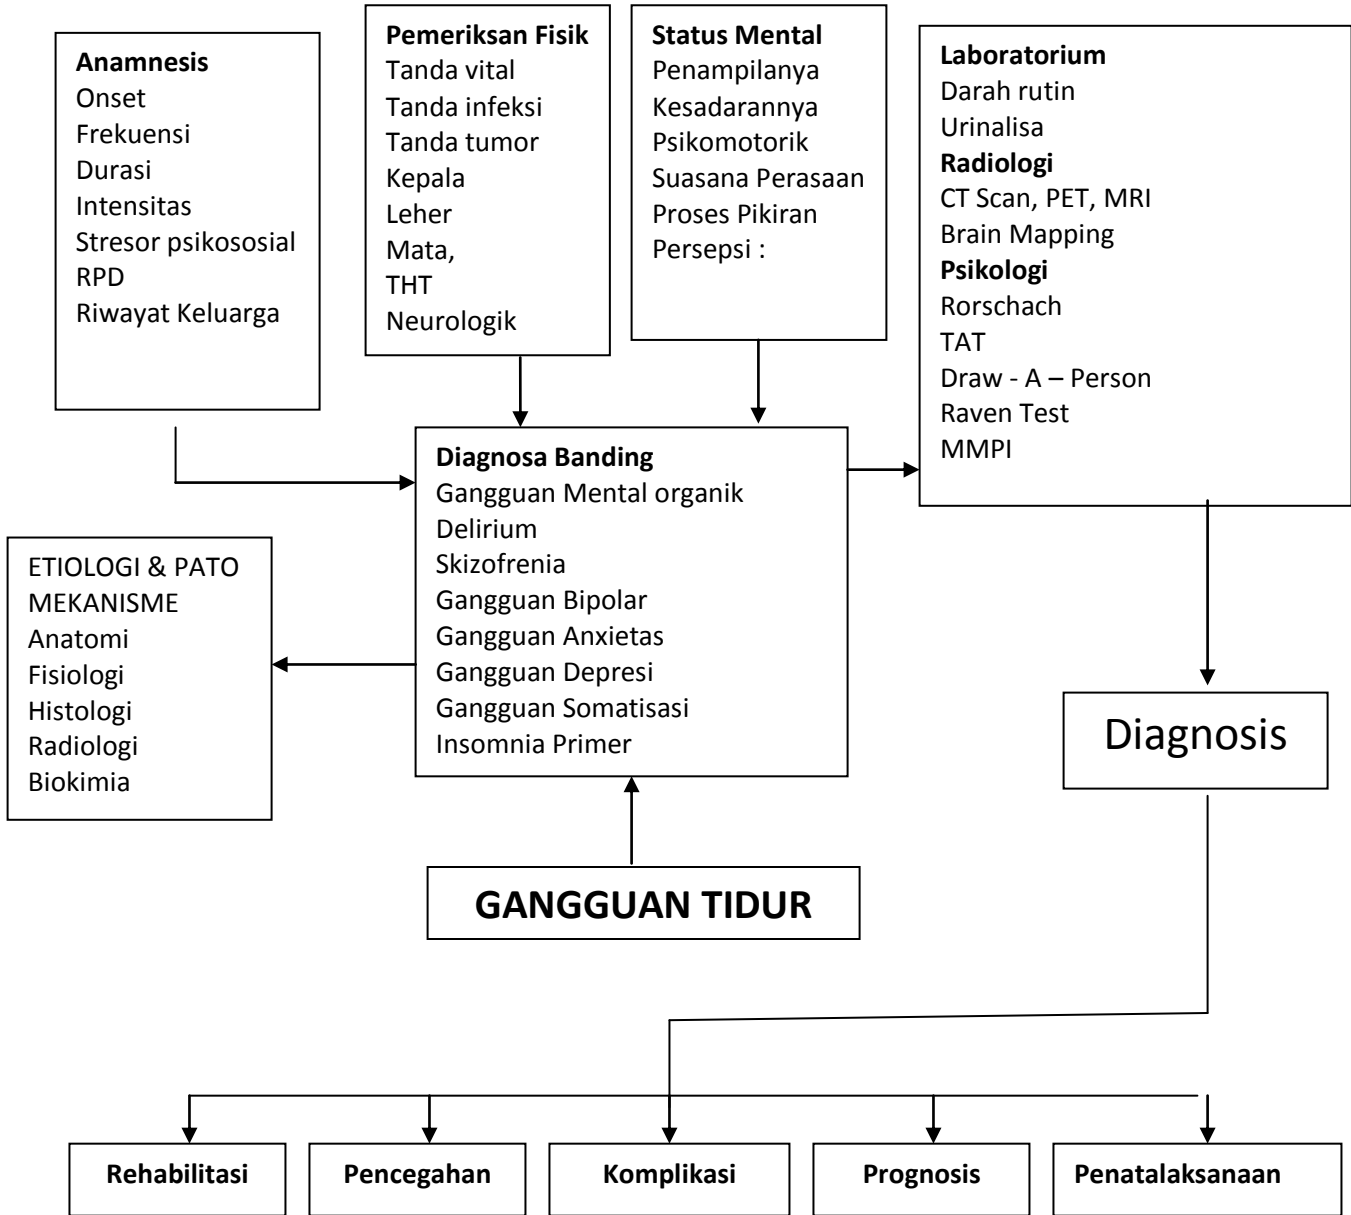 Anamnesis
Onset
Frekuensi
Durasi
Intensitas
Stresor psikososial
RPD
Riwayat Keluarga
Pemeriksan Fisik
Tanda vital
Tanda infeksi
Tanda tumor
Kepala
Leher
Mata,
THT
Neurologik
Status Mental
Penampilanya
Kesadarannya
Psikomotorik
Suasana Perasaan
Proses Pikiran
Persepsi :
Laboratorium
Darah rutin
Urinalisa
Radiologi
CT Scan, PET, MRI
Brain Mapping
Psikologi
Rorschach
TAT
Draw - A – Person
Raven Test
MMPI
Diagnosa Banding
Gangguan Mental organik
Delirium
Skizofrenia
Gangguan Bipolar
Gangguan Anxietas
Gangguan Depresi
Gangguan Somatisasi
Insomnia Primer
ETIOLOGI & PATO
MEKANISME
Anatomi
Fisiologi
Histologi
Radiologi
Biokimia
Diagnosis
GANGGUAN TIDUR
Rehabilitasi
Pencegahan
Komplikasi
Prognosis
Penatalaksanaan